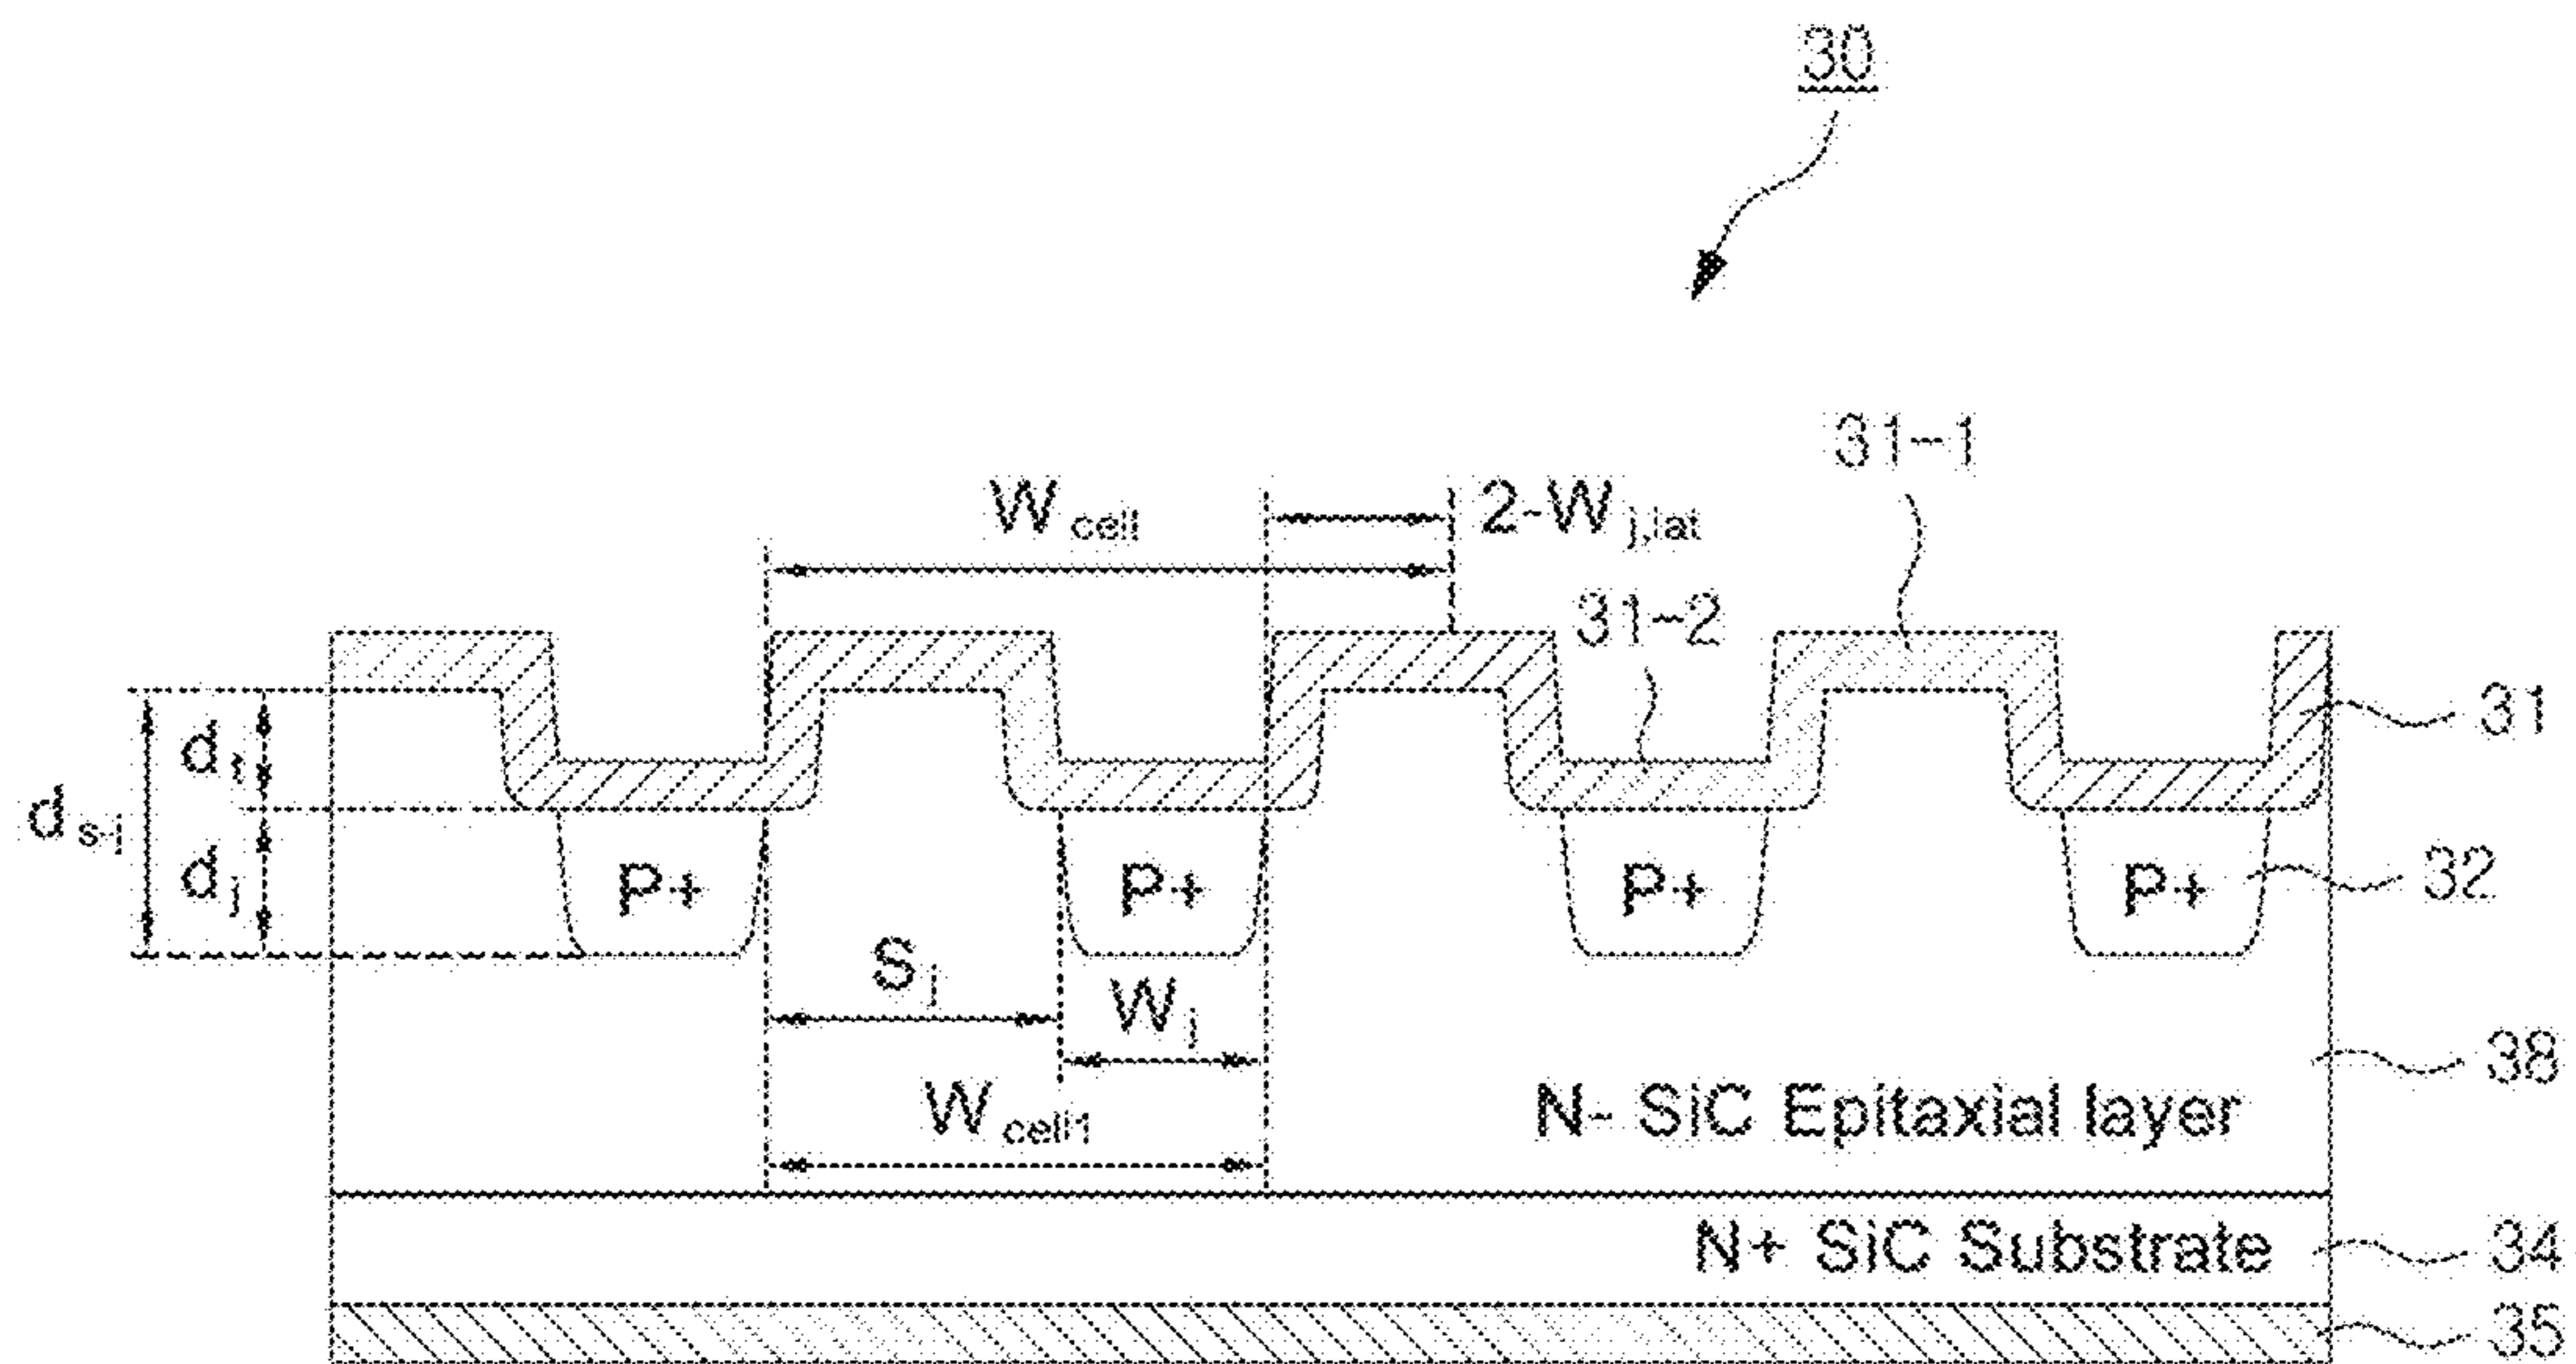 30
31-1
W cell
2-W j,lat
31-2
31
d t
d s-j
d j
P+
P+
P+
P+
32
S j
W j
38
W cell1
N- SiC Epitaxial layer
N+ SiC Substrate
34
35